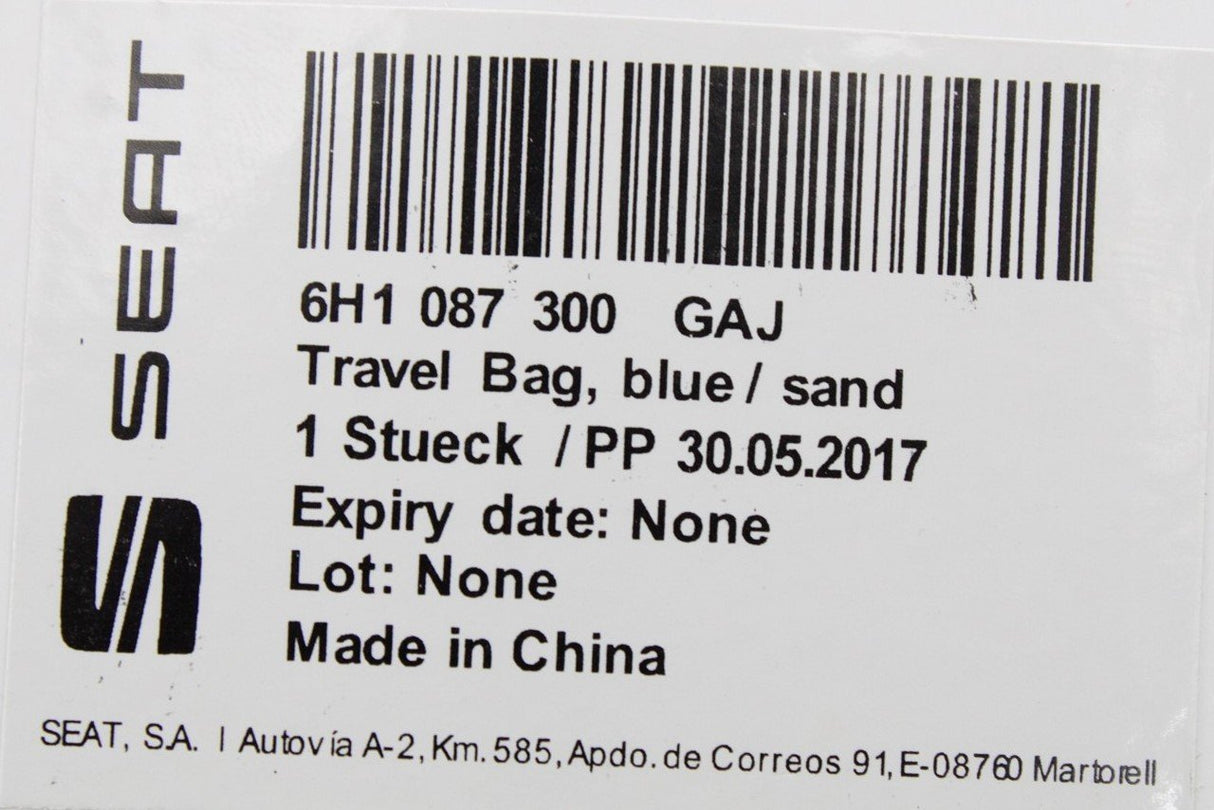 SEAT
6H1 087 300 GAJ
Travel Bag, blue / sand
1 Stueck / PP 30.05.2017
Expiry date: None
Lot: None
Made in China
SEAT, S.A. I Autovía A-2, Km. 585, Apdo. de Correos 91, E-08760 Martorell